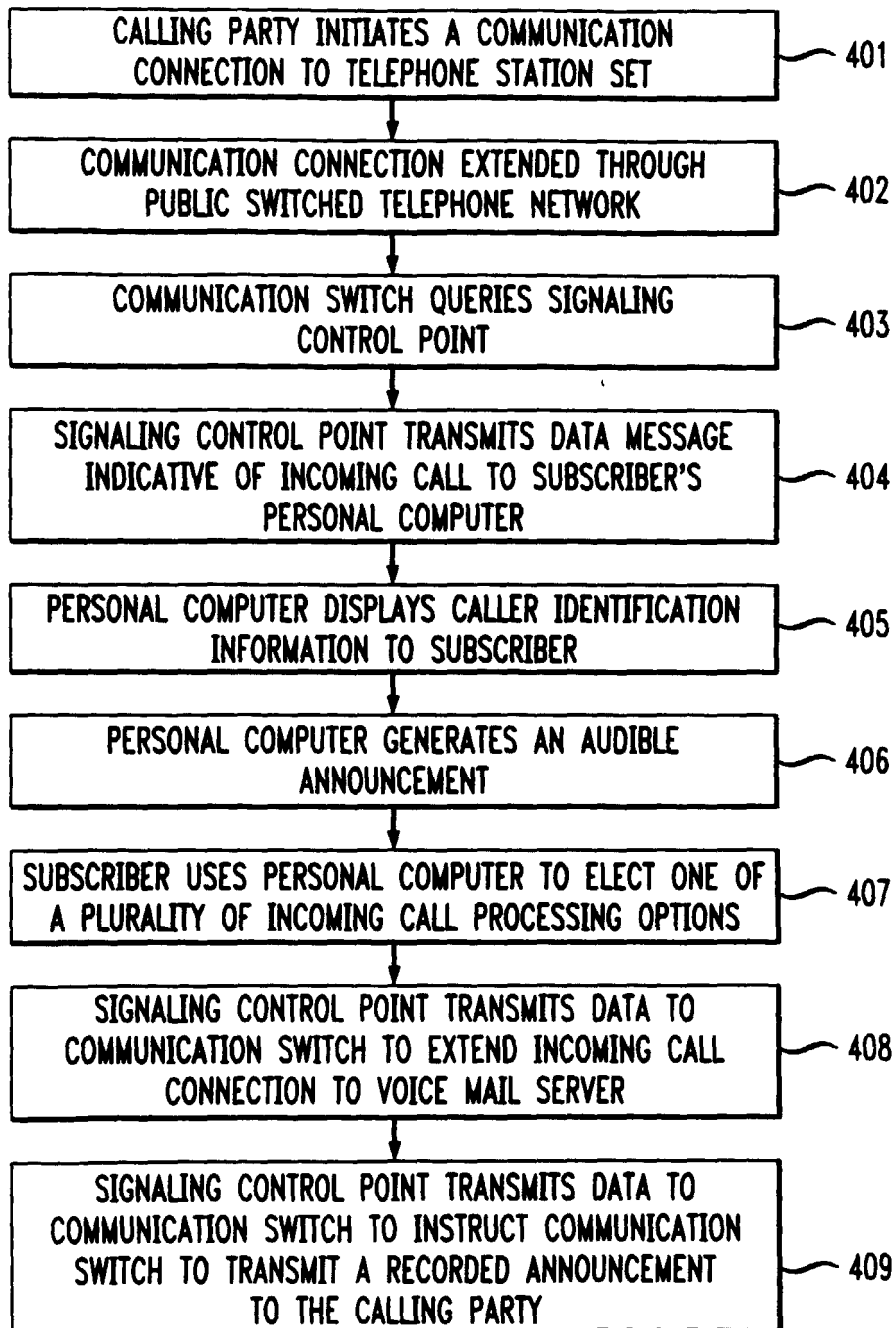 CALLING PARTY INITIATES A COMMUNICATION
CONNECTION TO TELEPHONE STATION SET
401
COMMUNICATION CONNECTION EXTENDED THROUGH
PUBLIC SWITCHED TELEPHONE NETWORK
402
COMMUNICATION SWITCH QUERIES SIGNALING
CONTROL POINT
403
SIGNALING CONTROL POINT TRANSMITS DATA MESSAGE
INDICATIVE OF INCOMING CALL TO SUBSCRIBER'S
PERSONAL COMPUTER
404
PERSONAL COMPUTER DISPLAYS CALLER IDENTIFICATION
INFORMATION TO SUBSCRIBER
405
PERSONAL COMPUTER GENERATES AN AUDIBLE
ANNOUNCEMENT
406
SUBSCRIBER USES PERSONAL COMPUTER TO ELECT ONE OF
A PLURALITY OF INCOMING CALL PROCESSING OPTIONS
407
SIGNALING CONTROL POINT TRANSMITS DATA TO
COMMUNICATION SWITCH TO EXTEND INCOMING CALL
CONNECTION TO VOICE MAIL SERVER
408
SIGNALING CONTROL POINT TRANSMITS DATA TO
COMMUNICATION SWITCH TO INSTRUCT COMMUNICATION
SWITCH TO TRANSMIT A RECORDED ANNOUNCEMENT
TO THE CALLING PARTY
409